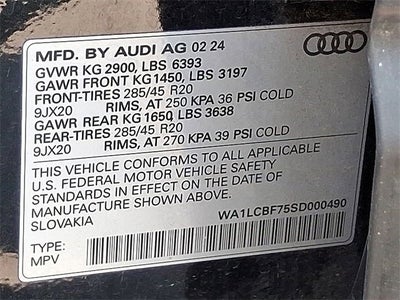 MFD. BY AUDI AG 02 24
GVWR KG 2900, LBS 6393
GAWR FRONT KG 1450, LBS 3197
FRONT-TIRES 285/45 R20
9JX20 RIMS, AT 250 KPA 36 PSI COLD
GAWR REAR KG 1650, LBS 3638
REAR-TIRES 285/45 R20
9JX20 RIMS, AT 270 KPA 39 PSI COLD
THIS VEHICLE CONFORMS TO ALL APPLICABLE
U.S. FEDERAL MOTOR VEHICLE SAFETY
STANDARDS IN EFFECT ON THE DATE OF
MANUFACTURE SHOWN ABOVE.
SLOVAKIA WA1LCBF75SD000490
TYPE:
MPV